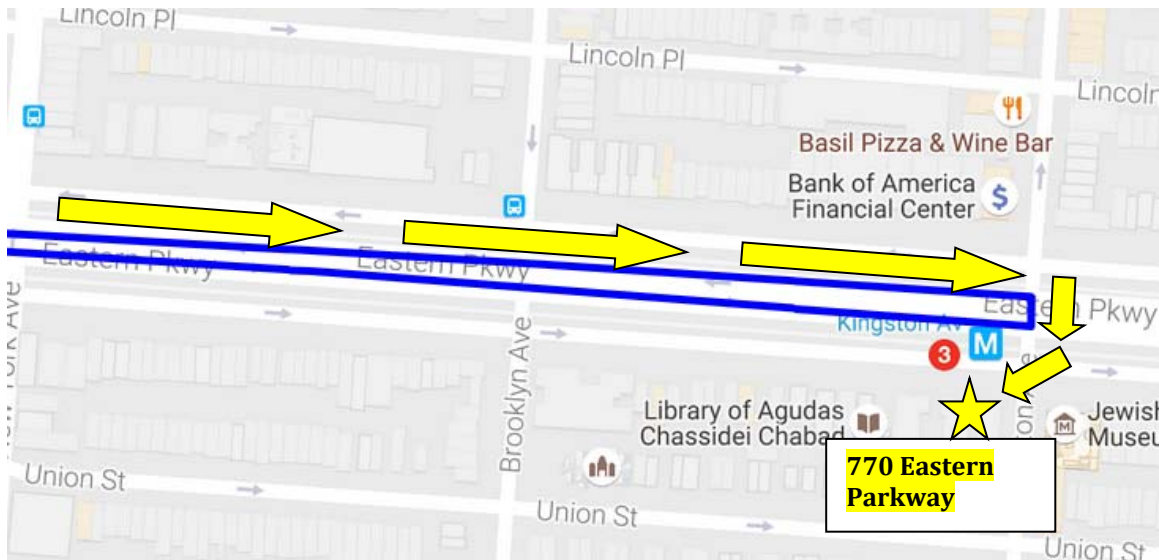 Lincoln Pl
Lincoln Pl
Lincoln
Basil Pizza & Wine Bar
Bank of America
Financial Center
$
Eastern Pkwy
Eastern Pkwy
Eastern Pkwy
Kingston Av
3
M
Brooklyn Ave
Library of Agudas
Chassidei Chabad
Jewish
Museu
770 Eastern
Parkway
Union St
Union St
Union St